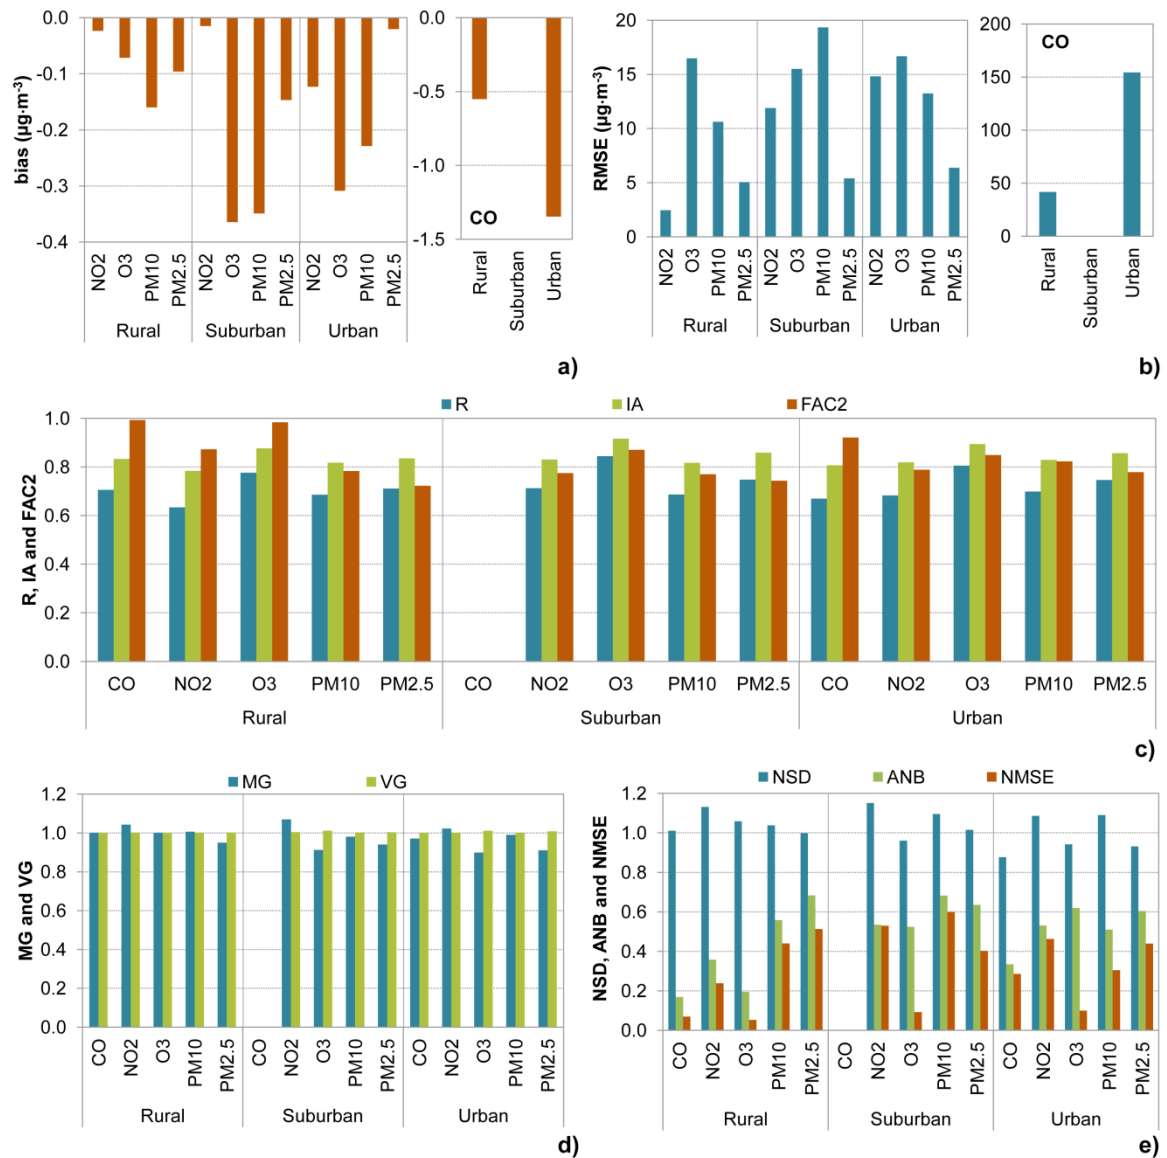 bias (µg·m-3)
0.0
-0.1
-0.2
-0.3
-0.4
NO2 O3 PM10 PM2.5 NO2 O3 PM10 PM2.5 NO2 O3 PM10 PM2.5
Rural Suburban Urban
0.0
-0.5
-1.0
-1.5
CO
Rural Suburban Urban
a)
RMSE (µg·m-3)
20
15
10
5
0
NO2 O3 PM10 PM2.5 NO2 O3 PM10 PM2.5 NO2 O3 PM10 PM2.5
Rural Suburban Urban
200
150
100
50
0
CO
Rural Suburban Urban
b)
R IA FAC2
R, IA and FAC2
1.0
0.8
0.6
0.4
0.2
0.0
CO NO2 O3 PM10 PM2.5 CO NO2 O3 PM10 PM2.5 CO NO2 O3 PM10 PM2.5
Rural Suburban Urban
c)
MG VG
MG and VG
1.2
1.0
0.8
0.6
0.4
0.2
0.0
CO NO2 O3 PM10 PM2.5 CO NO2 O3 PM10 PM2.5 CO NO2 O3 PM10 PM2.5
Rural Suburban Urban
d)
NSD ANB NMSE
NSD, ANB and NMSE
1.2
1.0
0.8
0.6
0.4
0.2
0.0
CO NO2 O3 PM10 PM2.5 CO NO2 O3 PM10 PM2.5 CO NO2 O3 PM10 PM2.5
Rural Suburban Urban
e)